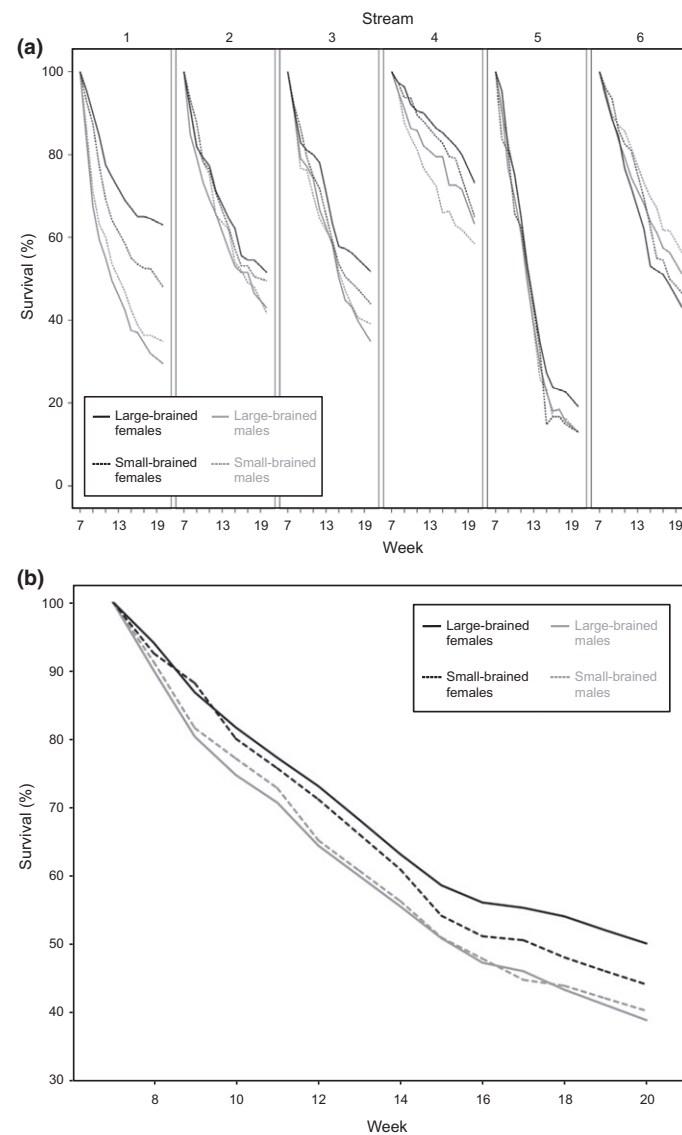 Stream
(a)
1 2 3 4 5 6
100
80
60
40
20
0
Survival (%)
Large-brained females
Large-brained males
Small-brained females
Small-brained males
7 13 19 7 13 19 7 13 19 7 13 19 7 13 19 7 13 19
Week
(b)
100
90
80
70
60
50
40
30
Survival (%)
Large-brained females
Large-brained males
Small-brained females
Small-brained males
8 10 12 14 16 18 20
Week